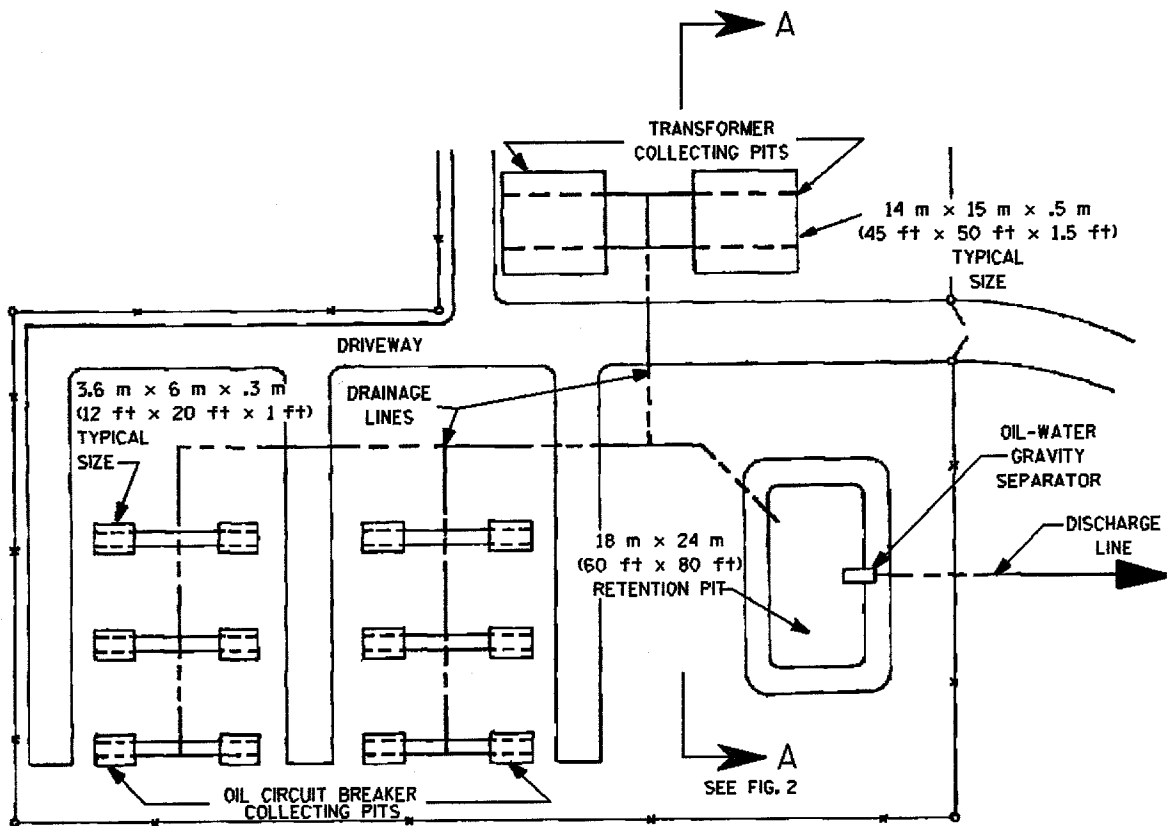 A
TRANSFORMER
COLLECTING PITS
14 m × 15 m × .5 m
(45 ft × 50 ft × 1.5 ft)
TYPICAL
SIZE
DRIVEWAY
3.6 m × 6 m × .3 m
(12 ft × 20 ft × 1 ft)
TYPICAL
SIZE
DRAINAGE
LINES
OIL-WATER
GRAVITY
SEPARATOR
18 m × 24 m
(60 ft × 80 ft)
RETENTION PIT
DISCHARGE
LINE
A
SEE FIG. 2
OIL CIRCUIT BREAKER
COLLECTING PITS